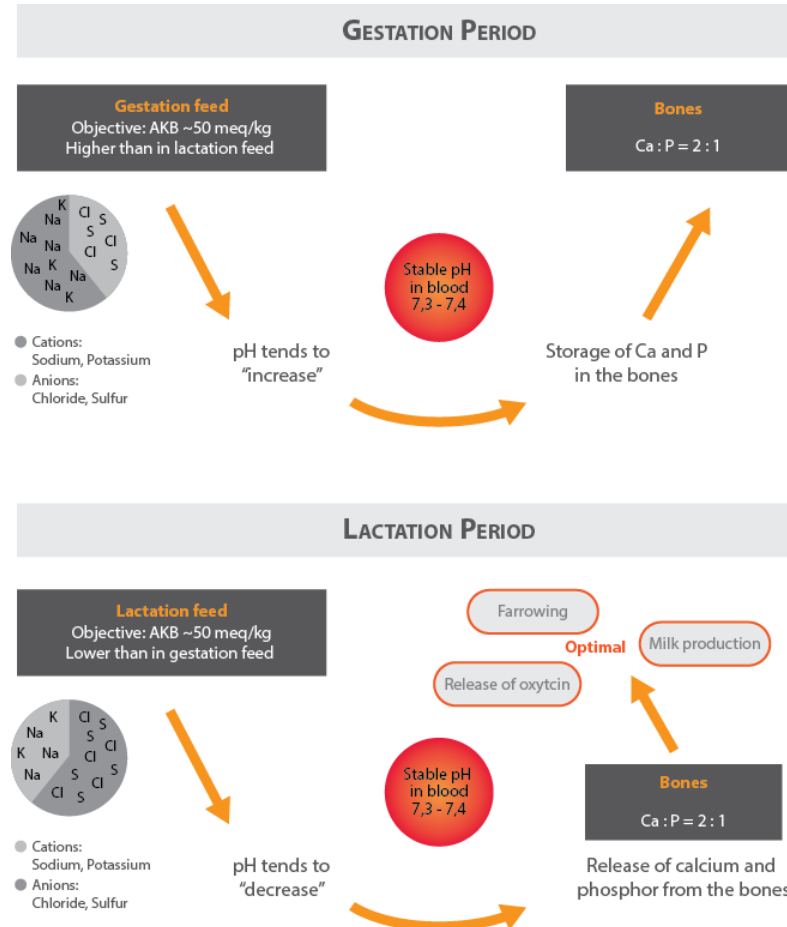 GESTATION PERIOD
Gestation feed
Objective: AKB ~50 meq/kg
Higher than in lactation feed
Bones
Ca : P = 2 : 1
K
Cl
S
Na
Na
S
Cl
Na
Cl
K
Na
Na
S
Na
K
Stable pH
in blood
7,3 - 7,4
Cations:
Sodium, Potassium
Anions:
Chloride, Sulfur
pH tends to
“increase”
Storage of Ca and P
in the bones
LACTATION PERIOD
Lactation feed
Objective: AKB ~50 meq/kg
Lower than in gestation feed
Farrowing
Optimal
Milk production
Release of oxytcin
K
Cl
S
Na
S
Cl
K
Na
Cl
Na
S
S
Cl
Cl
S
Stable pH
in blood
7,3 - 7,4
Bones
Ca : P = 2 : 1
Cations:
Sodium, Potassium
Anions:
Chloride, Sulfur
pH tends to
“decrease”
Release of calcium and
phosphor from the bones